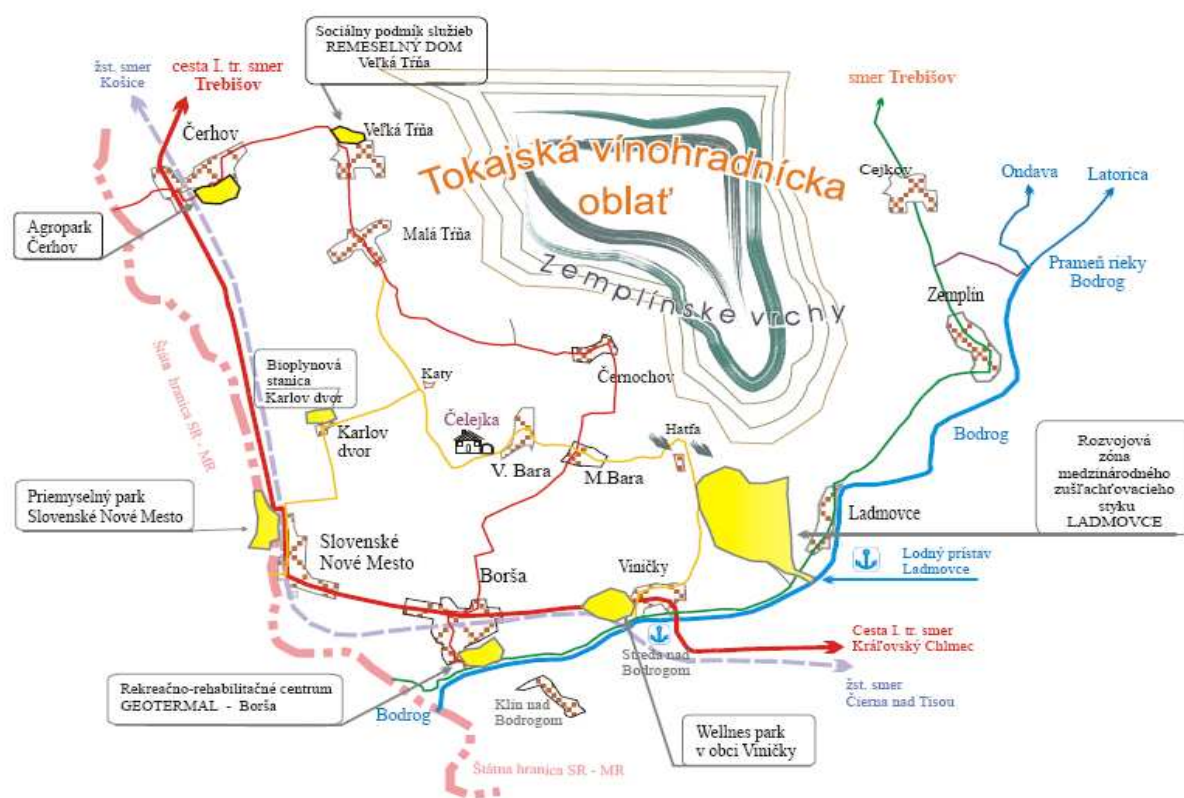 Sociálny podmik služieb
REMESELNÝ DOM
Veľká Tŕňa
žst. smer
Košice
cesta I. tr. smer
Trebišov
smer Trebišov
Čerhov
Veľká Tŕňa
Tokajská vínohradnícka
oblať
Zemplínske vrchy
Cejkov
Ondava
Latorica
Agropark
Čerhov
Malá Tŕňa
Prameň rieky
Bodrog
Zemplín
Štátna hranica SR - MR
Bioplynová
stanica
Karlov dvor
Katy
Černochov
Karlov
dvor
Čelejka
V. Bara
M.Bara
Hatfa
Bodrog
Rozvojová
zóna
medzinárodného
zušľachťovacieho
styku
LADMOVCE
Priemyselný park
Slovenské Nové Mesto
Ladmovce
Slovenské
Nové Mesto
Borša
Viničky
Lodný prístav
Ladmovce
Cesta I. tr. smer
Kráľovský Chlmec
Streda nad
Bodrogom
žst. smer
Čierna nad Tisou
Rekreačno-rehabilitačné centrum
GEOTERMAL - Borša
Bodrog
Klin nad
Bodrogom
Wellnes park
v obci Viničky
Štátna hranica SR - MR